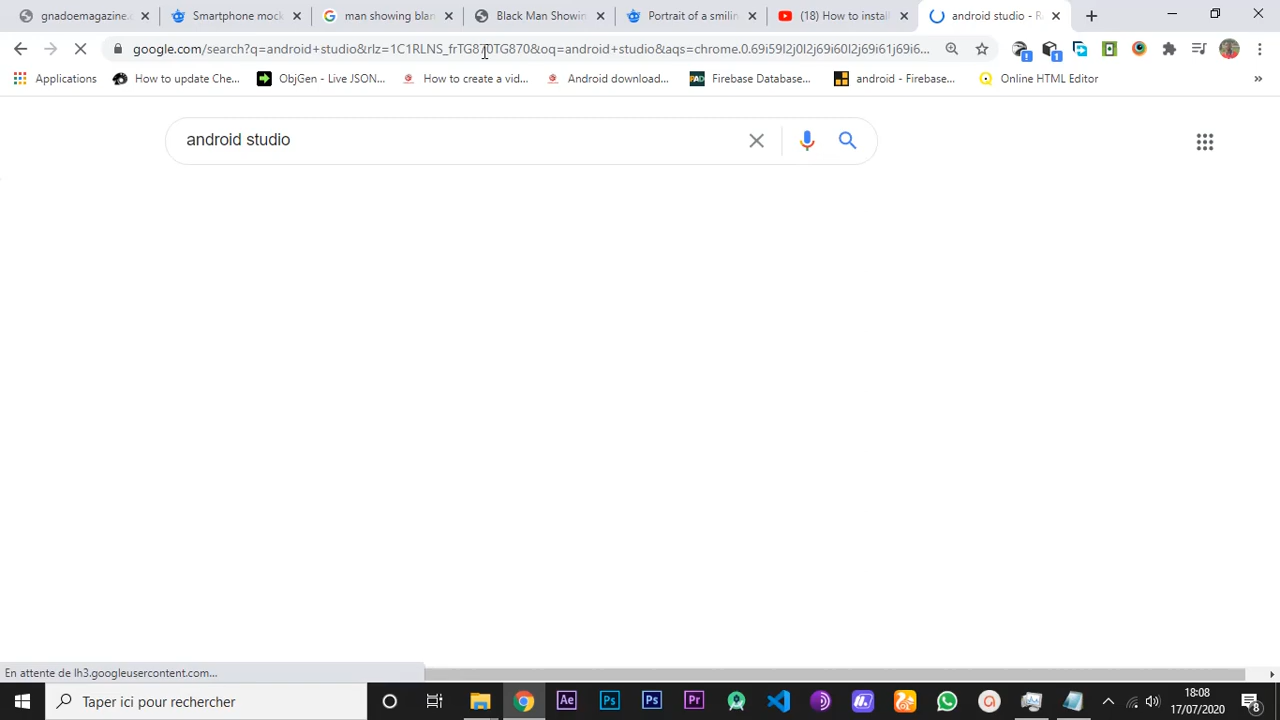 gnadoemagazine.c
Smartphone mock
man showing blan
Black Man Showin
Portrait of a smilin
(18) How to install
android studio - R
google.com/search?q=android+studio&rlz=1C1RLNS_frTG870TG870&oq=android+studio&aqs=chrome.0.69i59l2j0l2j69i60l2j69i61j69i6...
Applications
How to update Che...
ObjGen - Live JSON...
How to create a vid...
Android download...
Firebase Database...
android - Firebase...
Online HTML Editor
»
android studio
En attente de lh3.googleusercontent.com...
Taper ici pour rechercher
18:08
17/07/2020